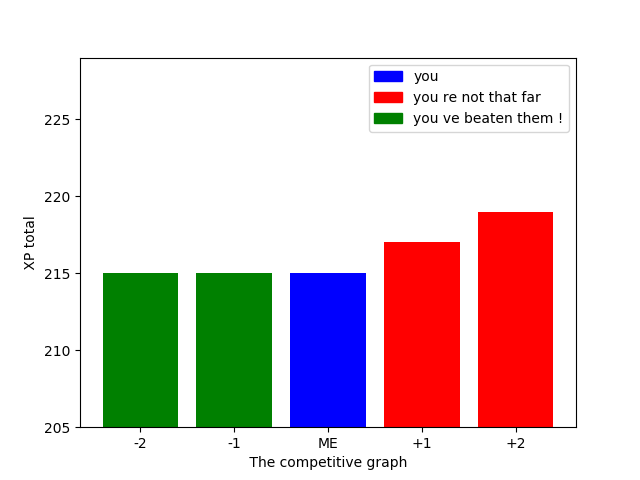 you
you re not that far
you ve beaten them !
225
220
215
210
205
XP total
-2 -1 ME +1 +2
The competitive graph